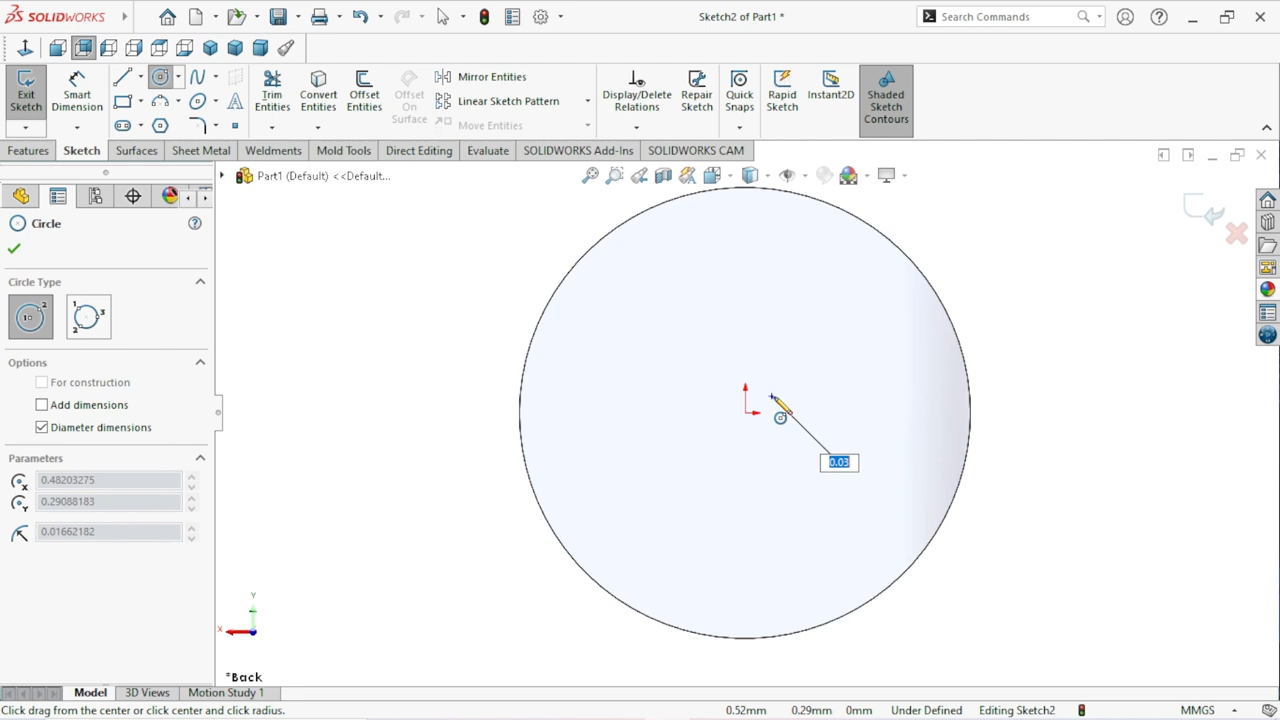 SOLIDWORKS
Sketch2 of Part1 *
Search Commands
Exit Sketch
Smart Dimension
Trim Entities
Convert Entities
Offset Entities
Offset On Surface
Mirror Entities
Linear Sketch Pattern
Move Entities
Display/Delete Relations
Repair Sketch
Quick Snaps
Rapid Sketch
Instant2D
Shaded Sketch Contours
Features
Sketch
Surfaces
Sheet Metal
Weldments
Mold Tools
Direct Editing
Evaluate
SOLIDWORKS Add-Ins
SOLIDWORKS CAM
Part1 (Default) <<Default...
Circle
Circle Type
Options
For construction
Add dimensions
Diameter dimensions
Parameters
0.48203275
0.29088183
0.01662182
0.03
Y
X
*Back
Model
3D Views
Motion Study 1
Click drag from the center or click center and click radius.
0.52mm
0.29mm
0mm
Under Defined
Editing Sketch2
MMGS